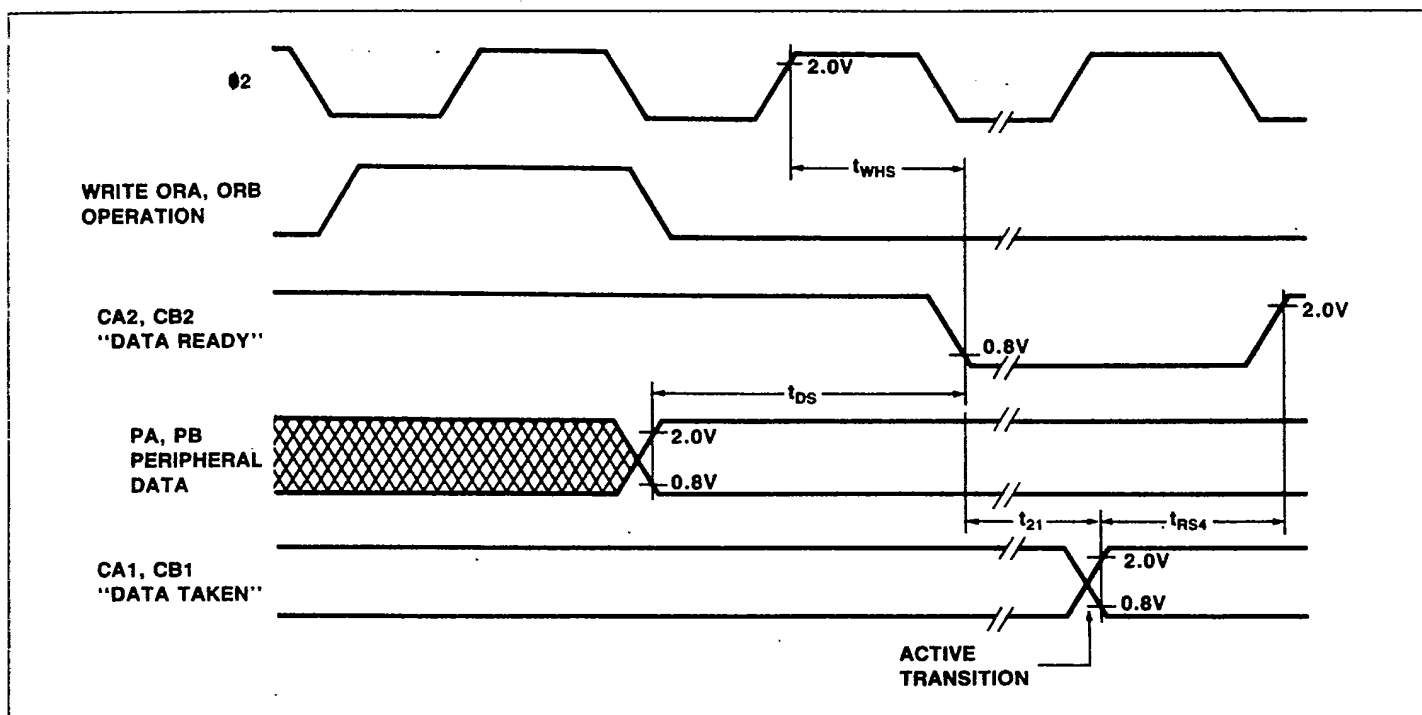 ϕ2
2.0V
tWHS
WRITE ORA, ORB
OPERATION
CA2, CB2
"DATA READY"
0.8V
2.0V
tDS
PA, PB
PERIPHERAL
DATA
2.0V
0.8V
t21
tRS4
CA1, CB1
"DATA TAKEN"
2.0V
0.8V
ACTIVE
TRANSITION